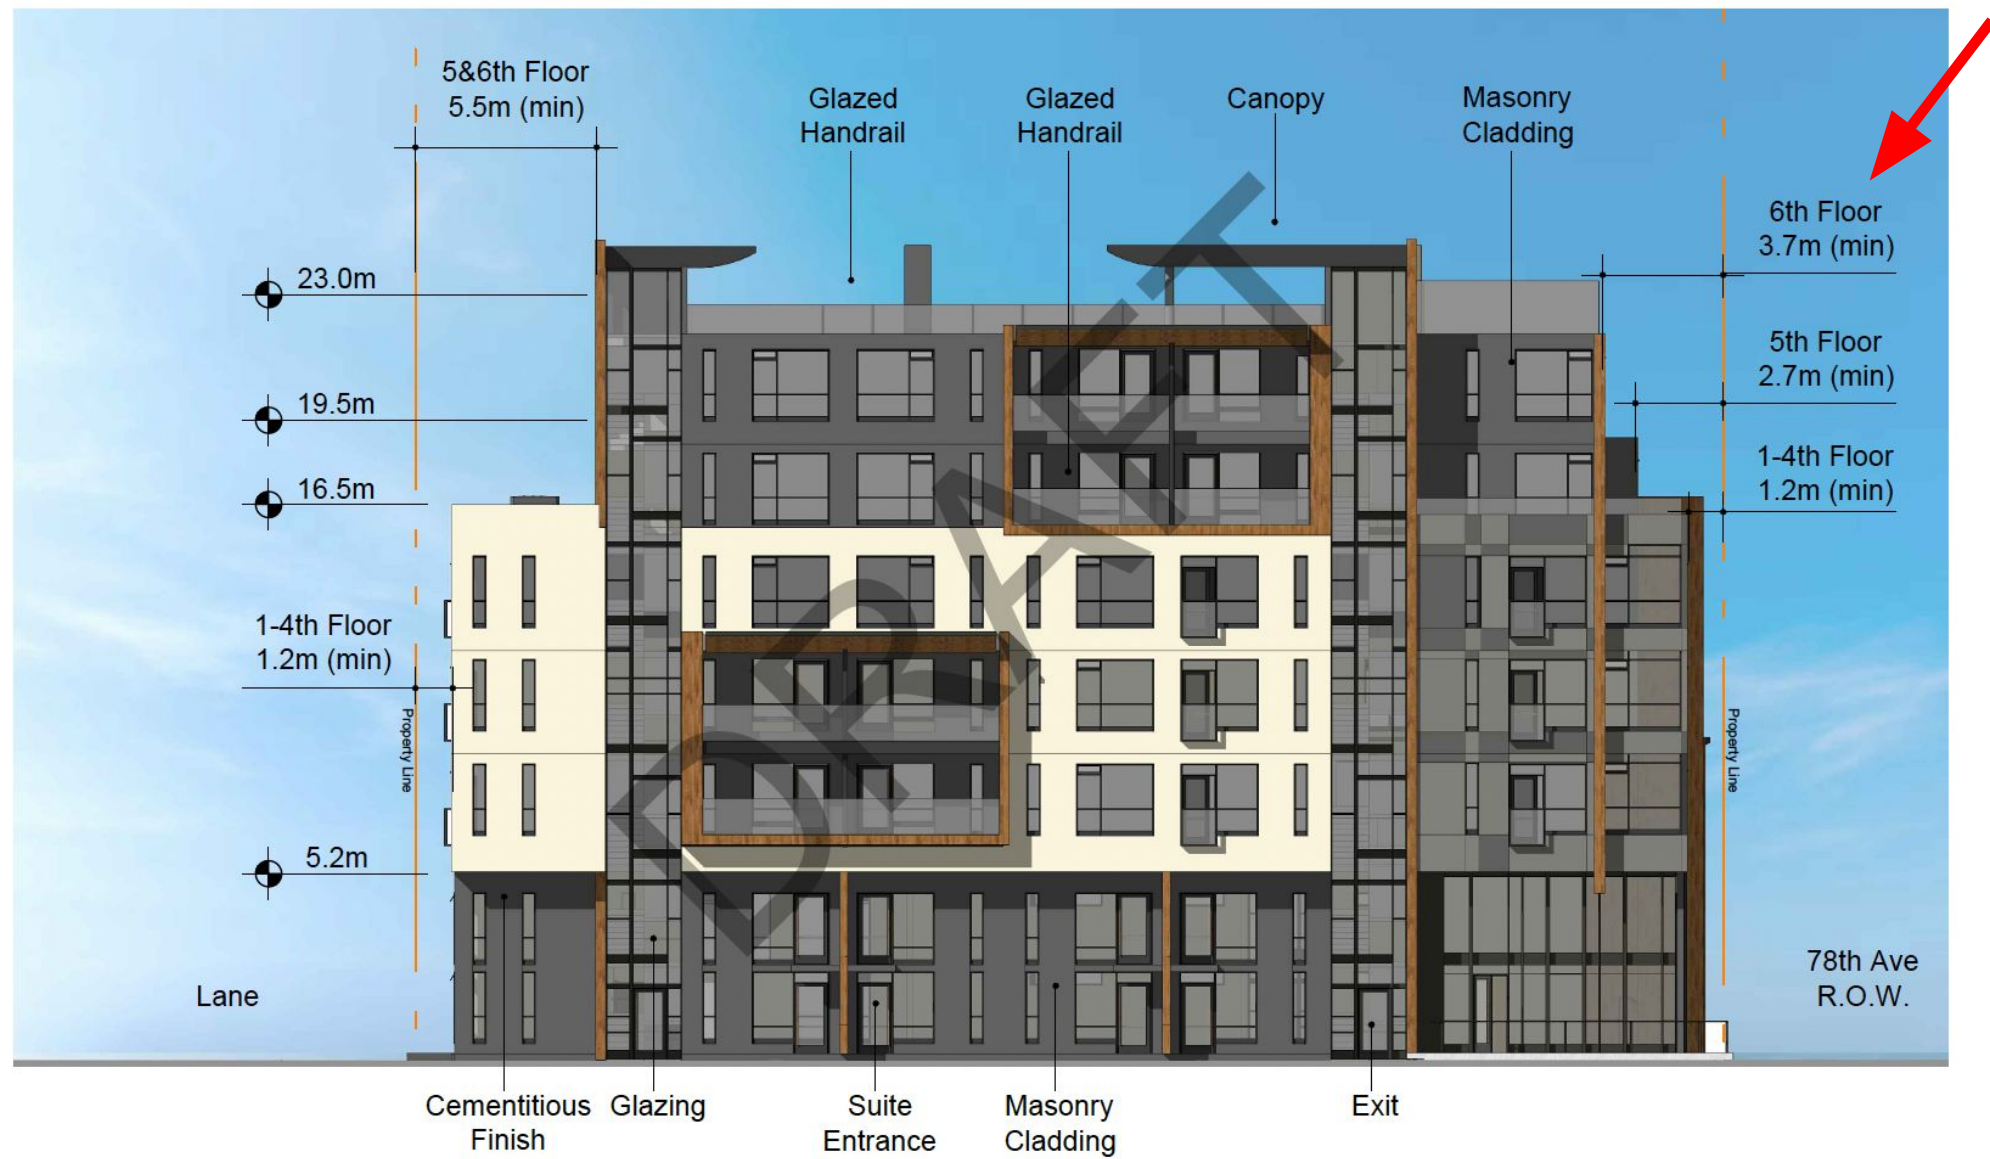 5&6th Floor
5.5m (min)
Glazed
Handrail
Glazed
Handrail
Canopy
Masonry
Cladding
6th Floor
3.7m (min)
23.0m
5th Floor
2.7m (min)
19.5m
1-4th Floor
1.2m (min)
16.5m
1-4th Floor
1.2m (min)
Property Line
Property Line
DRAFT
5.2m
Lane
78th Ave
R.O.W.
Cementitious
Finish
Glazing
Suite
Entrance
Masonry
Cladding
Exit